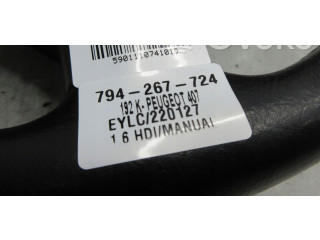 794-267-724
192 K- PEUGEOT 407
EYLC/220127
1 6 HDI/MANUAL